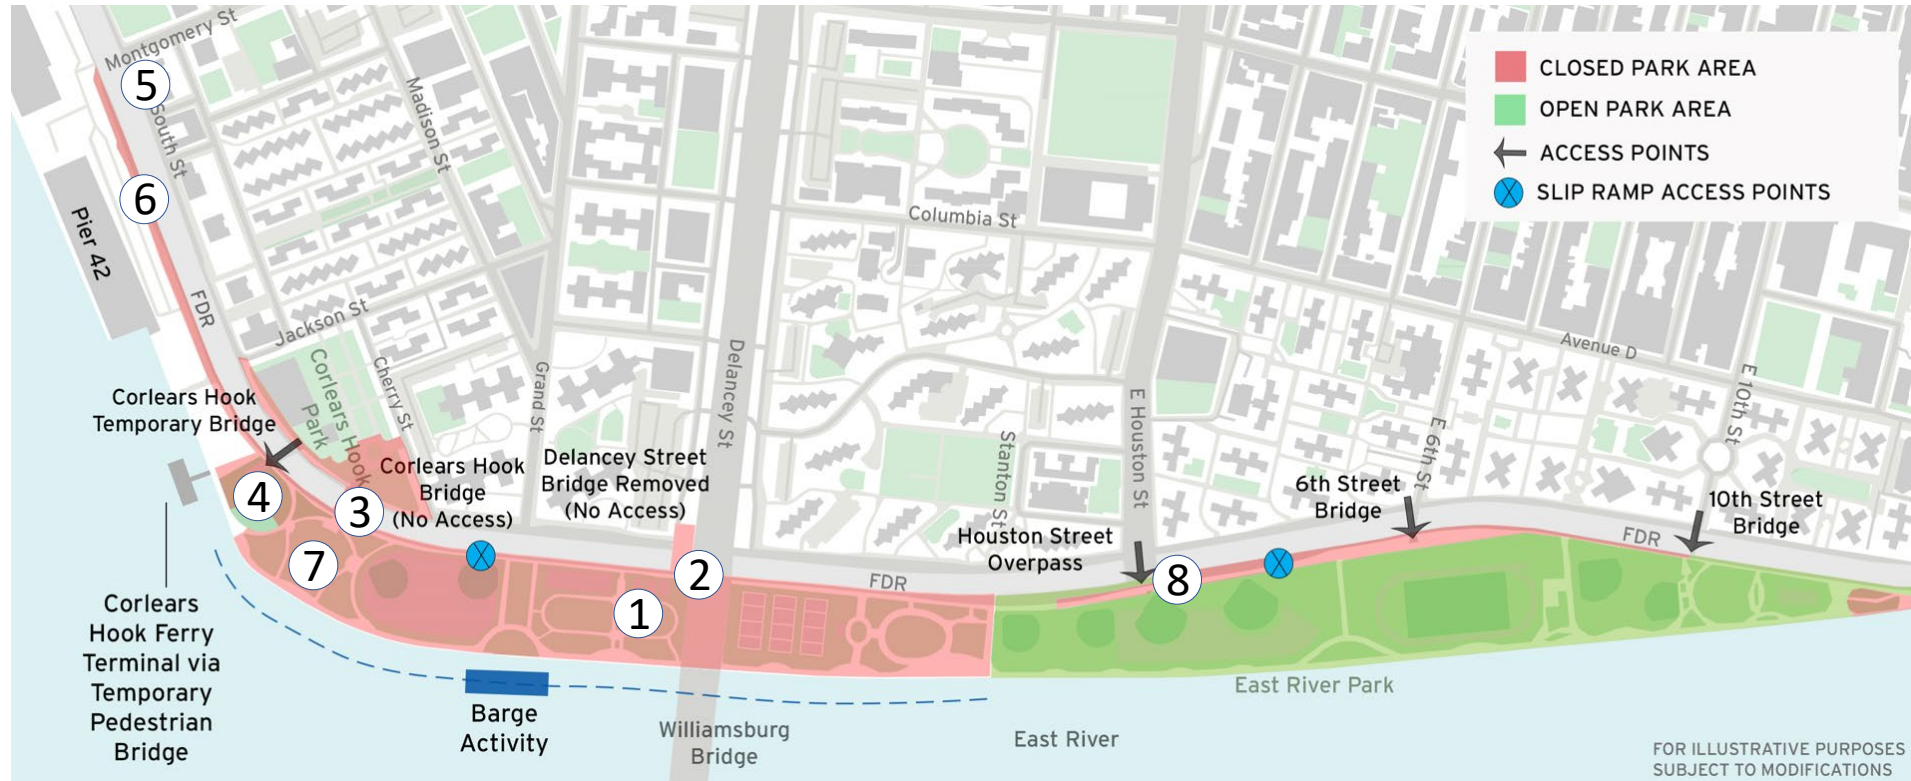 Montgomery St
5
South St
6
Pier 42
FDR
Madison St
Jackson St
Corlears Hook
Park
Cherry St
Grand St
Delancey St
Columbia St
Stanton St
E Houston St
Avenue D
E 6th St
E 10th St
CLOSED PARK AREA
OPEN PARK AREA
ACCESS POINTS
SLIP RAMP ACCESS POINTS
Corlears Hook
Temporary Bridge
4
3
7
Corlears Hook
Bridge
(No Access)
Delancey Street
Bridge Removed
(No Access)
2
1
FDR
Houston Street
Overpass
8
6th Street
Bridge
FDR
10th Street
Bridge
Corlears
Hook Ferry
Terminal via
Temporary
Pedestrian
Bridge
Barge
Activity
Williamsburg
Bridge
East River
East River Park
FOR ILLUSTRATIVE PURPOSES
SUBJECT TO MODIFICATIONS